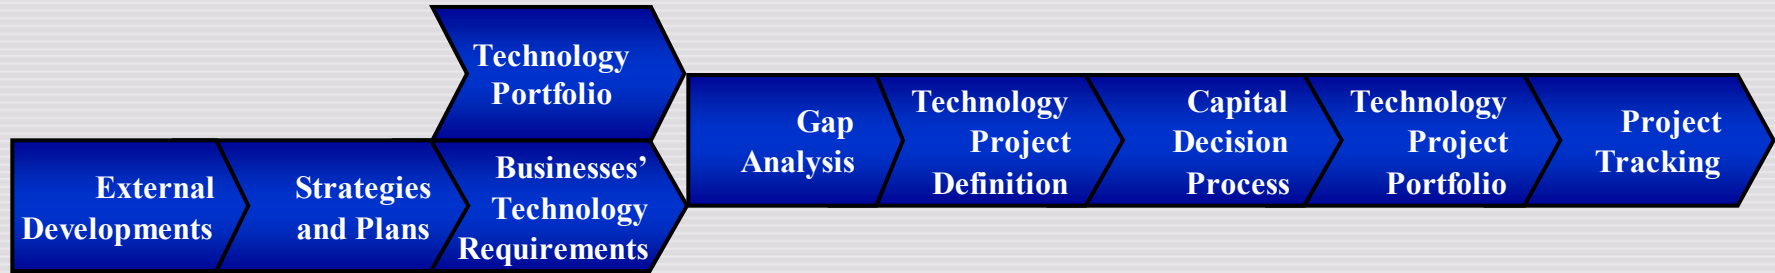 Technology
Portfolio
External
Developments
Strategies
and Plans
Businesses’
Technology
Requirements
Gap
Analysis
Technology
Project
Definition
Capital
Decision
Process
Technology
Project
Portfolio
Project
Tracking